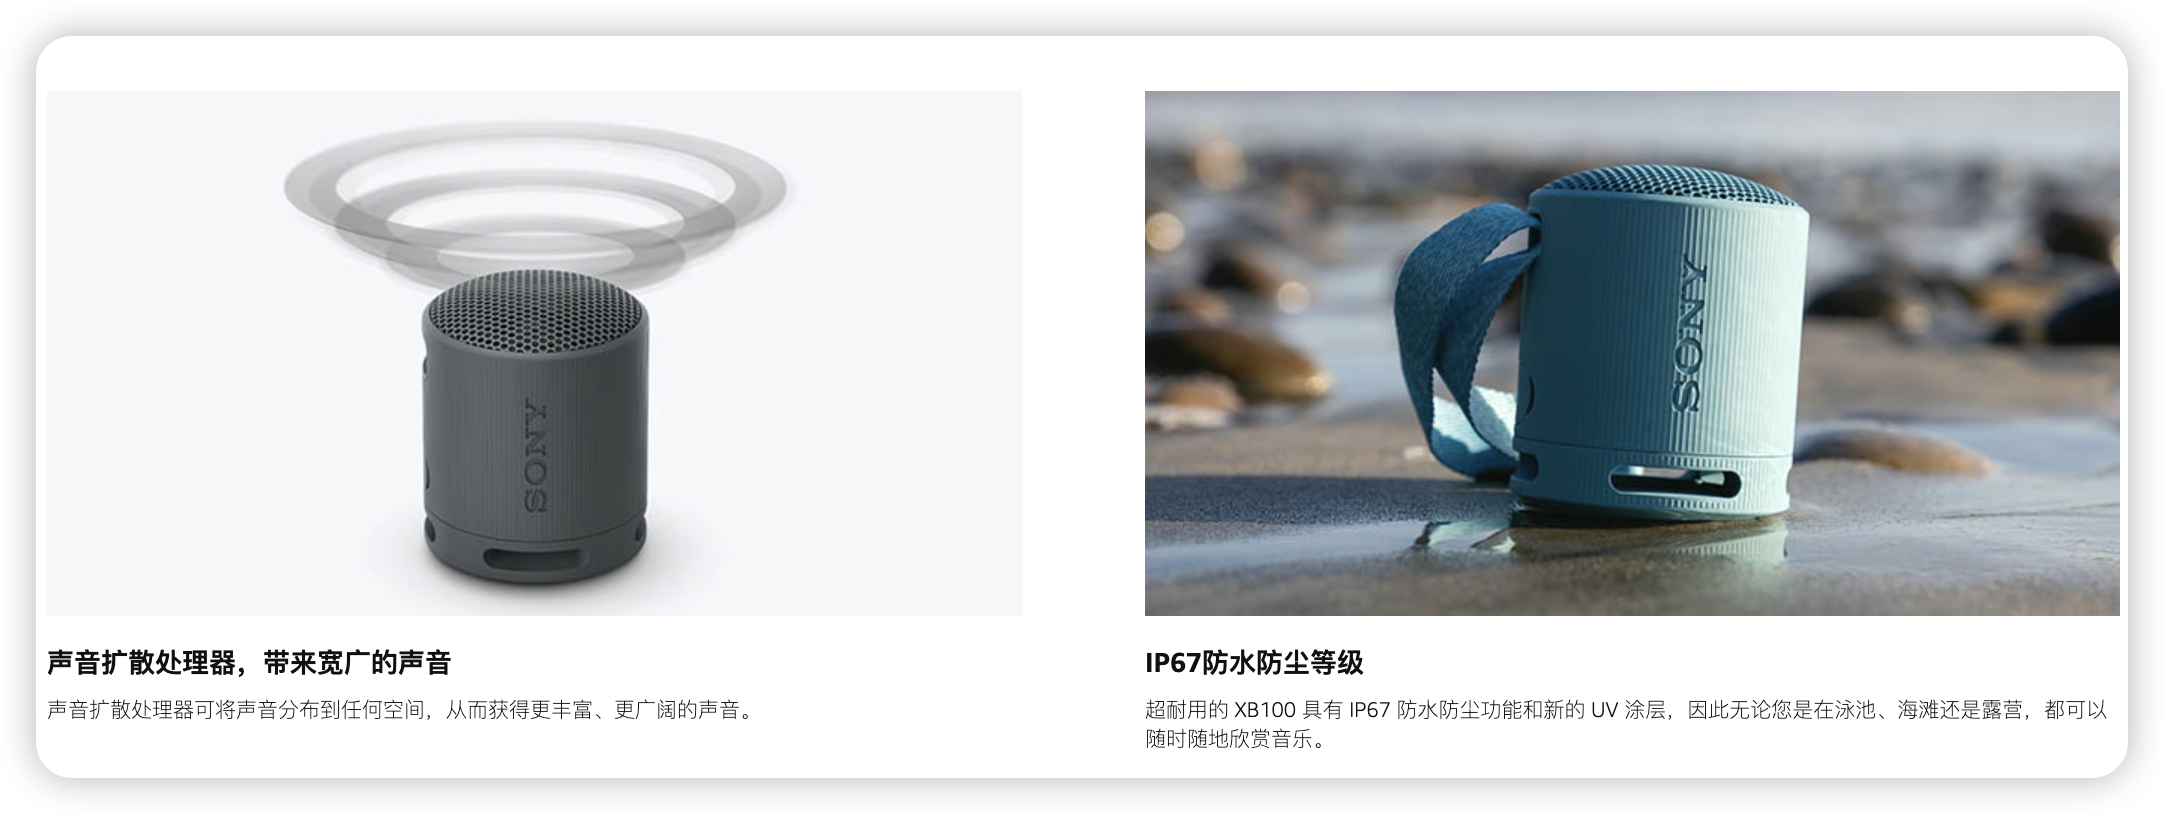 SONY
SONY
声音扩散处理器，带来宽广的声音
声音扩散处理器可将声音分布到任何空间，从而获得更丰富、更广阔的声音。
IP67防水防尘等级
超耐用的 XB100 具有 IP67 防水防尘功能和新的 UV 涂层，因此无论您是在泳池、海滩还是露营，都可以
随时随地欣赏音乐。